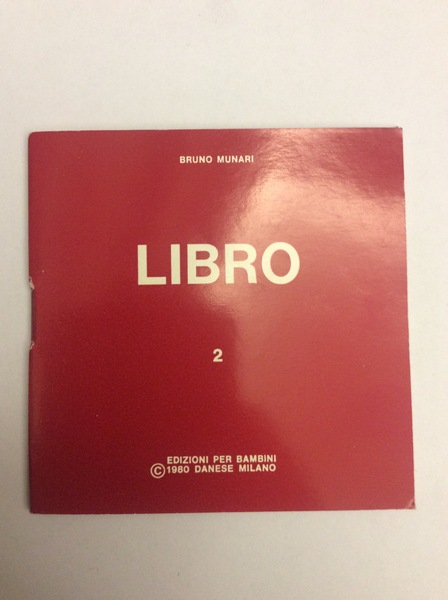 BRUNO MUNARI
LIBRO
2
EDIZIONI PER BAMBINI
© 1980 DANESE MILANO